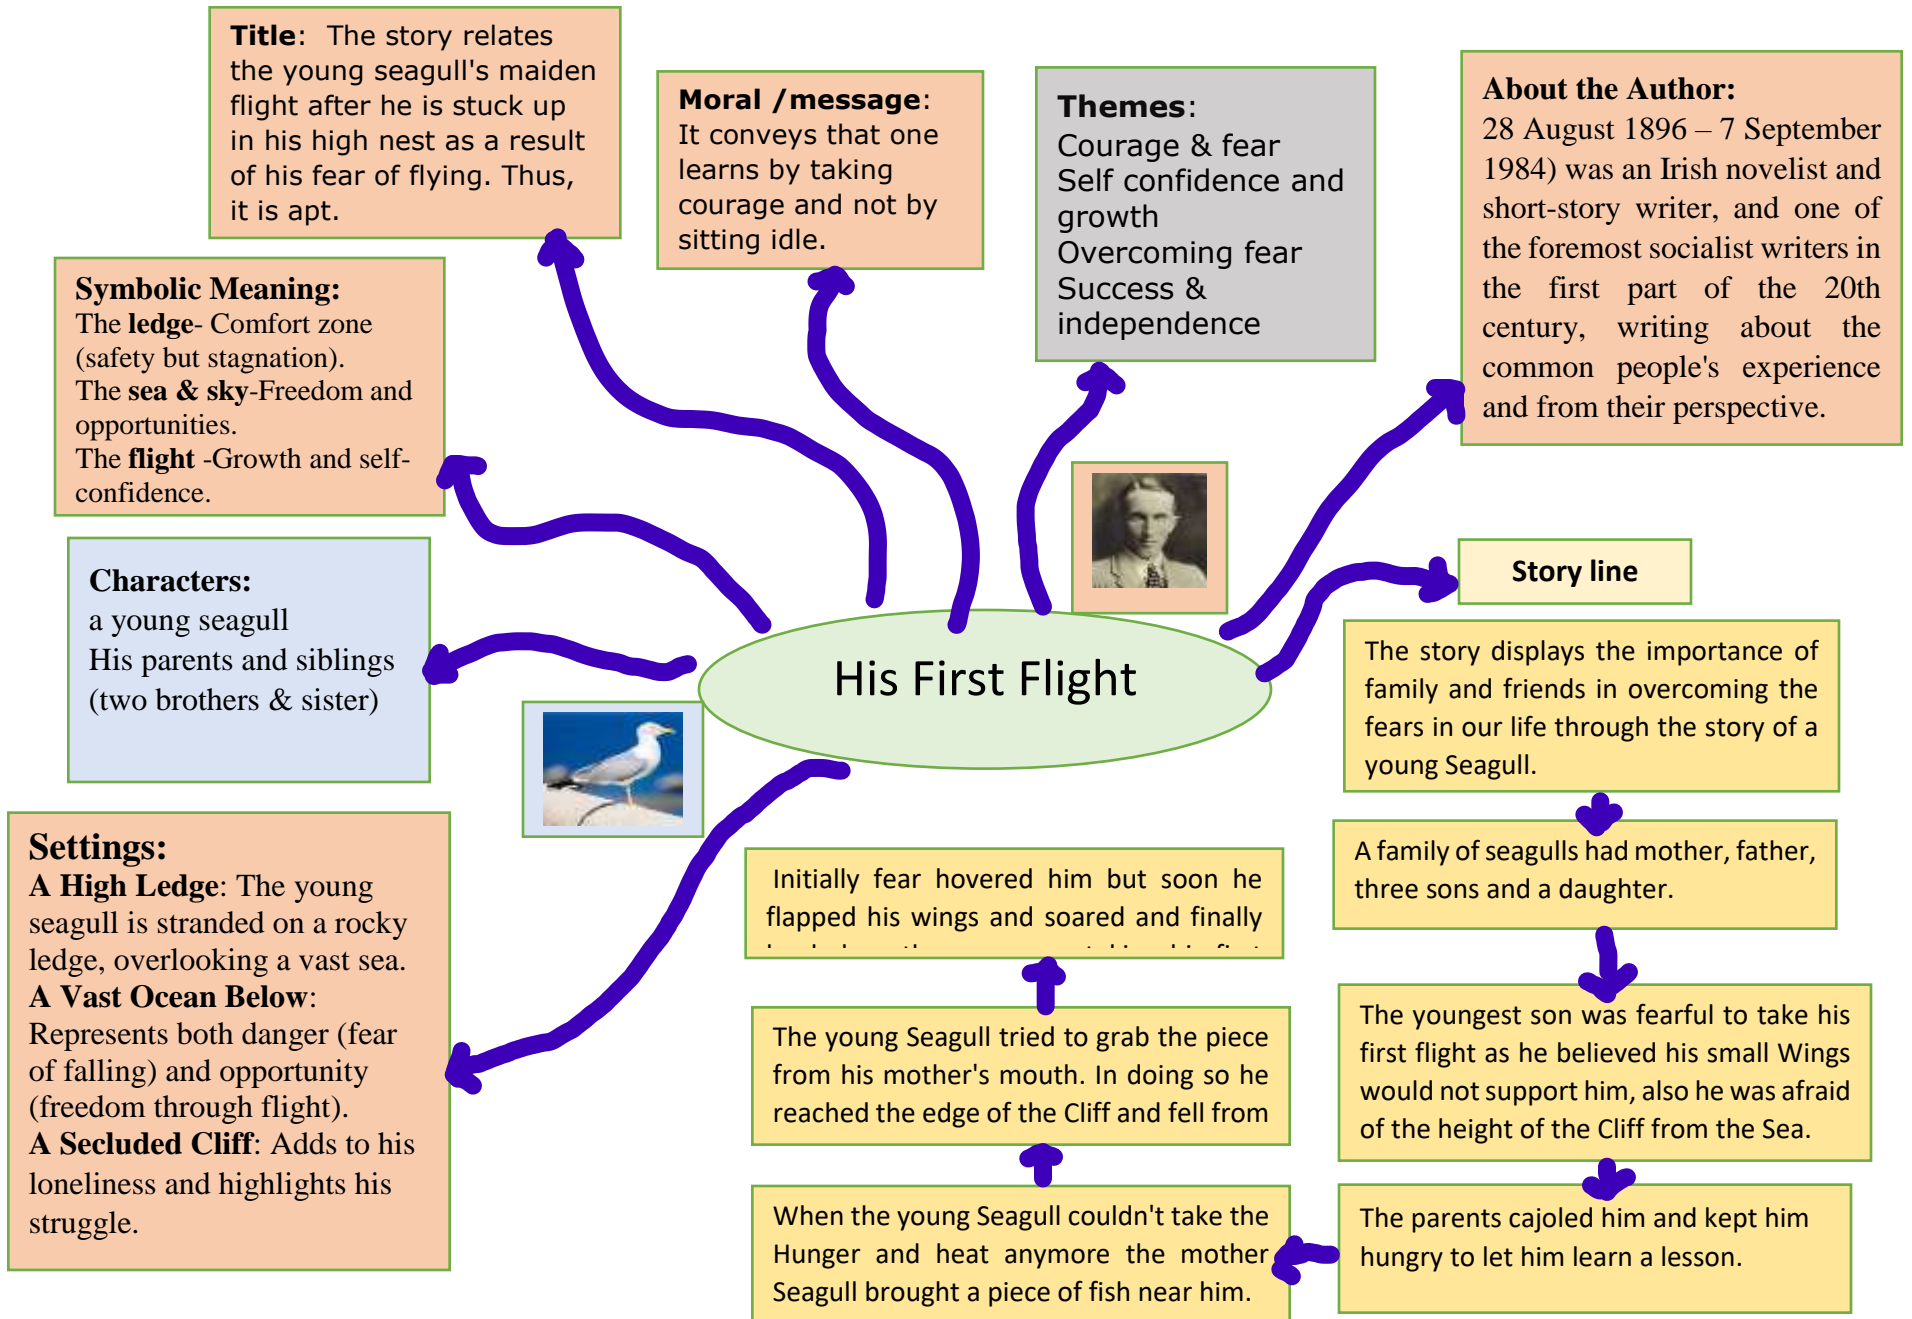 Title: The story relates
the young seagull's maiden
flight after he is stuck up
in his high nest as a result
of his fear of flying. Thus,
it is apt.
Moral /message:
It conveys that one
learns by taking
courage and not by
sitting idle.
Themes:
Courage & fear
Self confidence and
growth
Overcoming fear
Success &
independence
About the Author:
28 August 1896 – 7 September
1984) was an Irish novelist and
short-story writer, and one of
the foremost socialist writers in
the first part of the 20th
century, writing about the
common people's experience
and from their perspective.
Symbolic Meaning:
The ledge- Comfort zone
(safety but stagnation).
The sea & sky-Freedom and
opportunities.
The flight -Growth and self-
confidence.
Characters:
a young seagull
His parents and siblings
(two brothers & sister)
His First Flight
Settings:
A High Ledge: The young
seagull is stranded on a rocky
ledge, overlooking a vast sea.
A Vast Ocean Below:
Represents both danger (fear
of falling) and opportunity
(freedom through flight).
A Secluded Cliff: Adds to his
loneliness and highlights his
struggle.
Story line
The story displays the importance of
family and friends in overcoming the
fears in our life through the story of a
young Seagull.
A family of seagulls had mother, father,
three sons and a daughter.
The youngest son was fearful to take his
first flight as he believed his small Wings
would not support him, also he was afraid
of the height of the Cliff from the Sea.
The parents cajoled him and kept him
hungry to let him learn a lesson.
When the young Seagull couldn't take the
Hunger and heat anymore the mother
Seagull brought a piece of fish near him.
The young Seagull tried to grab the piece
from his mother's mouth. In doing so he
reached the edge of the Cliff and fell from
Initially fear hovered him but soon he
flapped his wings and soared and finally